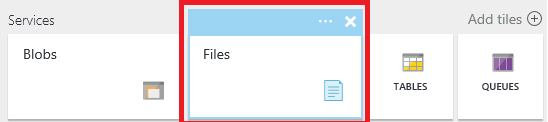 Services
Add tiles
Blobs
Files
TABLES
QUEUES